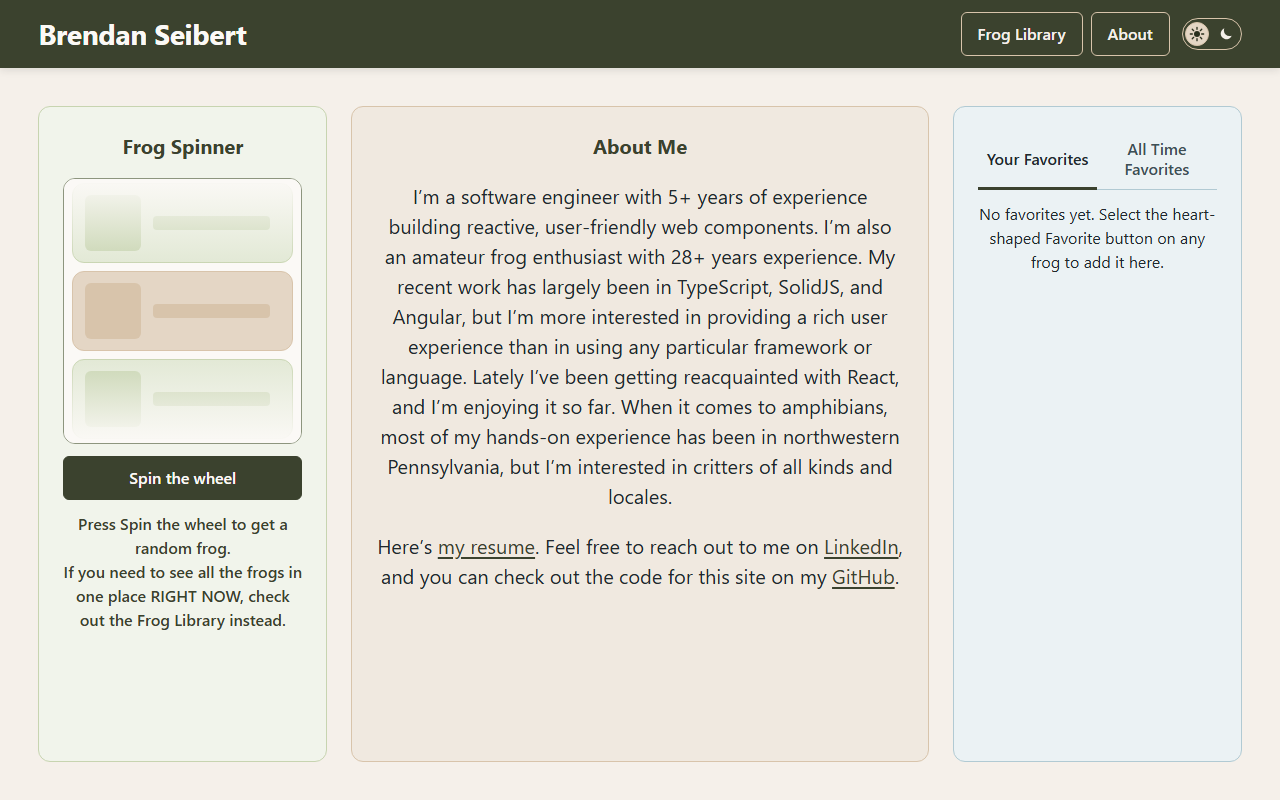 Brendan Seibert
Frog Library
About
Frog Spinner
Spin the wheel
Press Spin the wheel to get a
random frog.
If you need to see all the frogs in
one place RIGHT NOW, check
out the Frog Library instead.
About Me
I’m a software engineer with 5+ years of experience
building reactive, user-friendly web components. I’m also
an amateur frog enthusiast with 28+ years experience. My
recent work has largely been in TypeScript, SolidJS, and
Angular, but I’m more interested in providing a rich user
experience than in using any particular framework or
language. Lately I’ve been getting reacquainted with React,
and I’m enjoying it so far. When it comes to amphibians,
most of my hands-on experience has been in northwestern
Pennsylvania, but I’m interested in critters of all kinds and
locales.
Here’s my resume. Feel free to reach out to me on LinkedIn,
and you can check out the code for this site on my GitHub.
Your Favorites
All Time
Favorites
No favorites yet. Select the heart-
shaped Favorite button on any
frog to add it here.